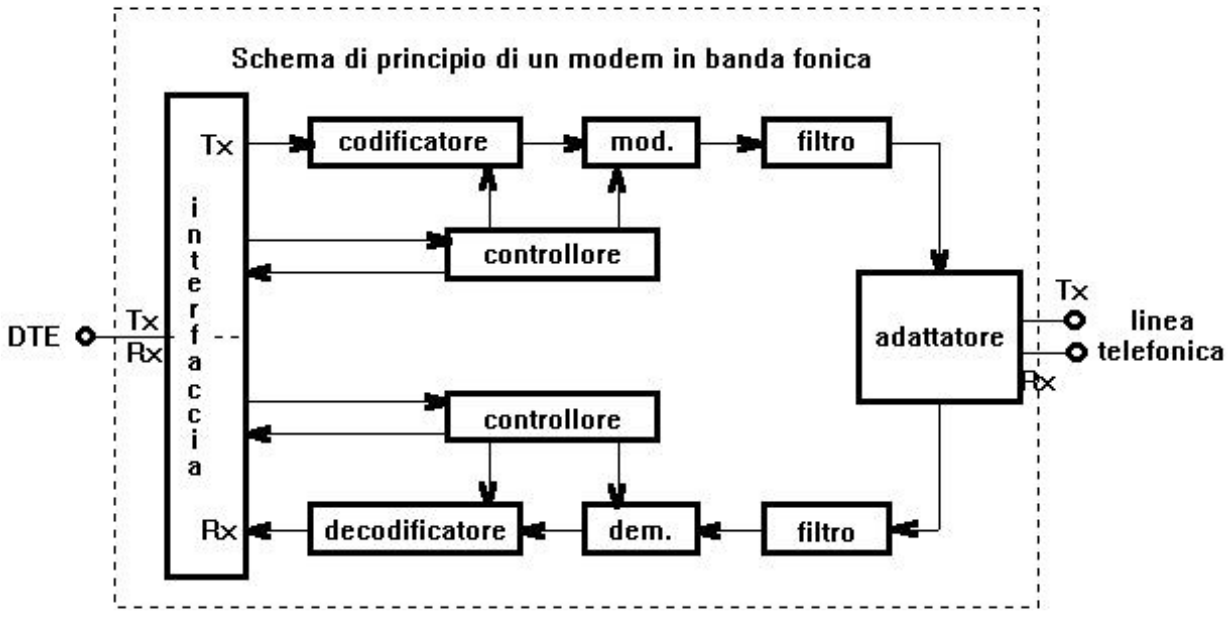 Schema di principio di un modem in banda fonica
Tx
codificatore
mod.
filtro
interfaccia
controllore
DTE
Tx
Rx
adattatore
Tx
linea
telefonica
Rx
controllore
Rx
decodificatore
dem.
filtro